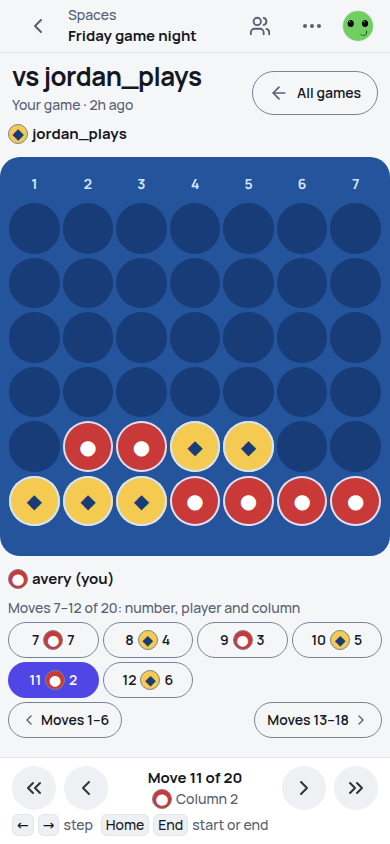 Spaces
Friday game night
vs jordan_plays
Your game · 2h ago
All games
jordan_plays
1 2 3 4 5 6 7
avery (you)
Moves 7–12 of 20: number, player and column
7 7 8 4 9 3 10 5
11 2 12 6
Moves 1–6 Moves 13–18
Move 11 of 20
Column 2
← → step Home End start or end